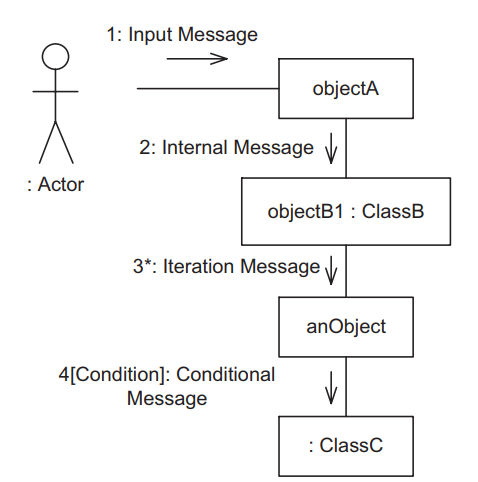 1: Input Message
objectA
2: Internal Message
: Actor
objectB1 : ClassB
3*: Iteration Message
anObject
4[Condition]: Conditional
Message
: ClassC